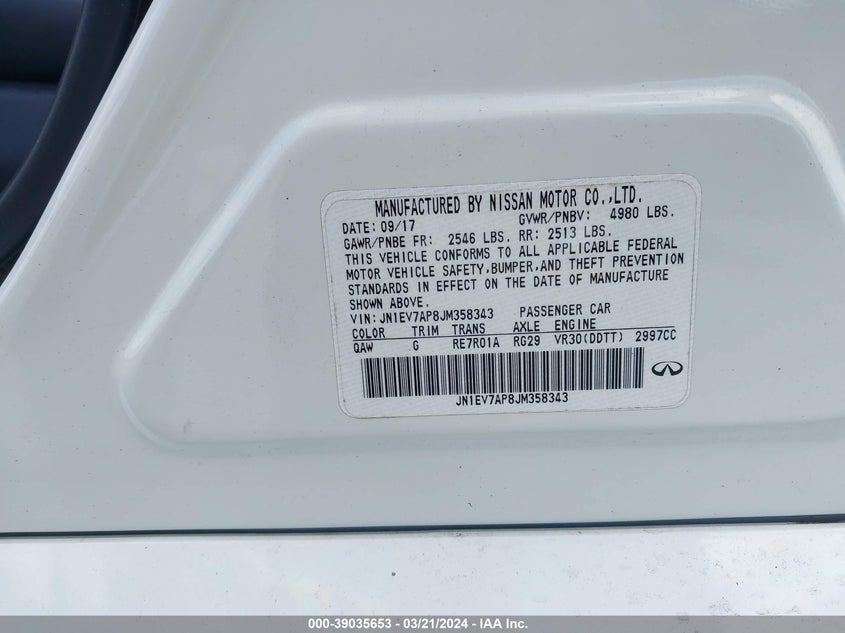 MANUFACTURED BY NISSAN MOTOR CO.,LTD.
DATE: 09/17 GVWR/PNBV: 4980 LBS.
GAWR/PNBE FR: 2546 LBS. RR: 2513 LBS.
THIS VEHICLE CONFORMS TO ALL APPLICABLE FEDERAL
MOTOR VEHICLE SAFETY,BUMPER,AND THEFT PREVENTION
STANDARDS IN EFFECT ON THE DATE OF MANUFACTURE
SHOWN ABOVE.
VIN: JN1EV7AP8JM358343 PASSENGER CAR
COLOR TRIM TRANS AXLE ENGINE
QAW G RE7R01A RG29 VR30(DDTT) 2997CC
JN1EV7AP8JM358343
000-39035653 - 03/21/2024 - IAA Inc.